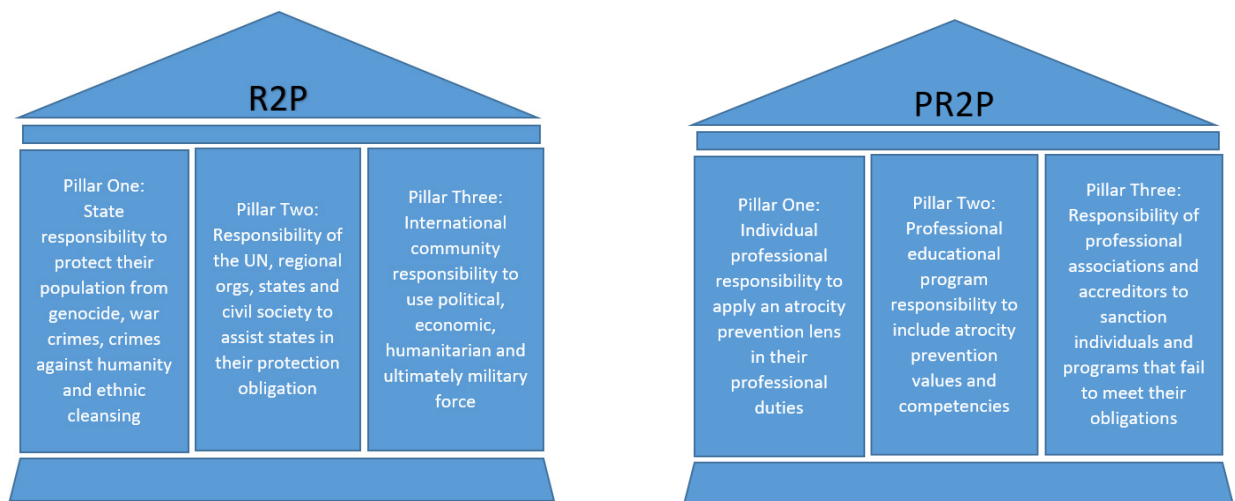 R2P
Pillar One:
State
responsibility to
protect their
population from
genocide, war
crimes, crimes
against humanity
and ethnic
cleansing
Pillar Two:
Responsibility of
the UN, regional
orgs, states and
civil society to
assist states in
their protection
obligation
Pillar Three:
International
community
responsibility to
use political,
economic,
humanitarian and
ultimately military
force
PR2P
Pillar One:
Individual
professional
responsibility to
apply an atrocity
prevention lens
in their
professional
duties
Pillar Two:
Professional
educational
program
responsibility to
include atrocity
prevention
values and
competencies
Pillar Three:
Responsibility of
professional
associations and
accreditors to
sanction
individuals and
programs that fail
to meet their
obligations